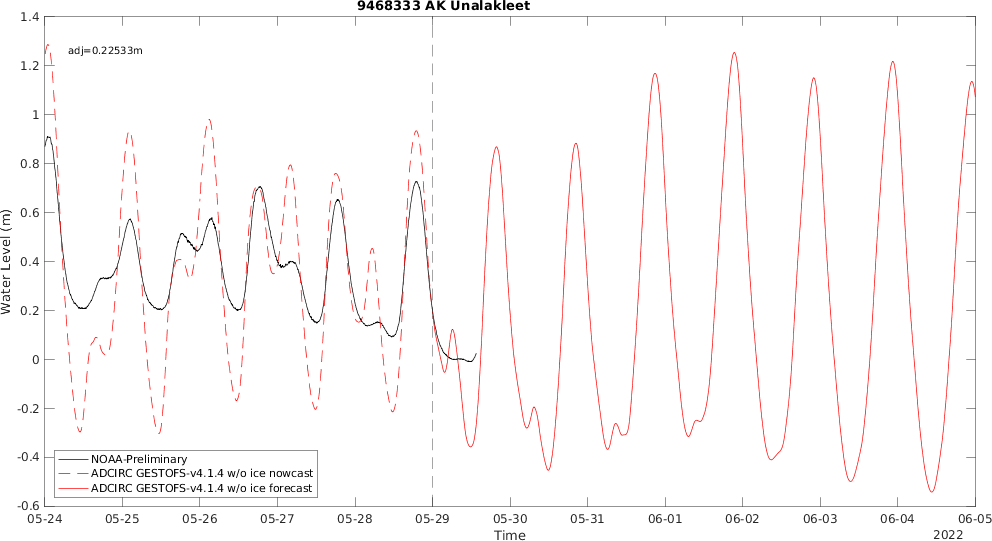 9468333 AK Unalakleet
adj=0.22533m
1.4
1.2
1
0.8
0.6
0.4
0.2
0
-0.2
-0.4
-0.6
Water Level (m)
NOAA-Preliminary
ADCIRC GESTOFS-v4.1.4 w/o ice nowcast
ADCIRC GESTOFS-v4.1.4 w/o ice forecast
05-24 05-25 05-26 05-27 05-28 05-29 05-30 05-31 06-01 06-02 06-03 06-04 06-05
Time
2022